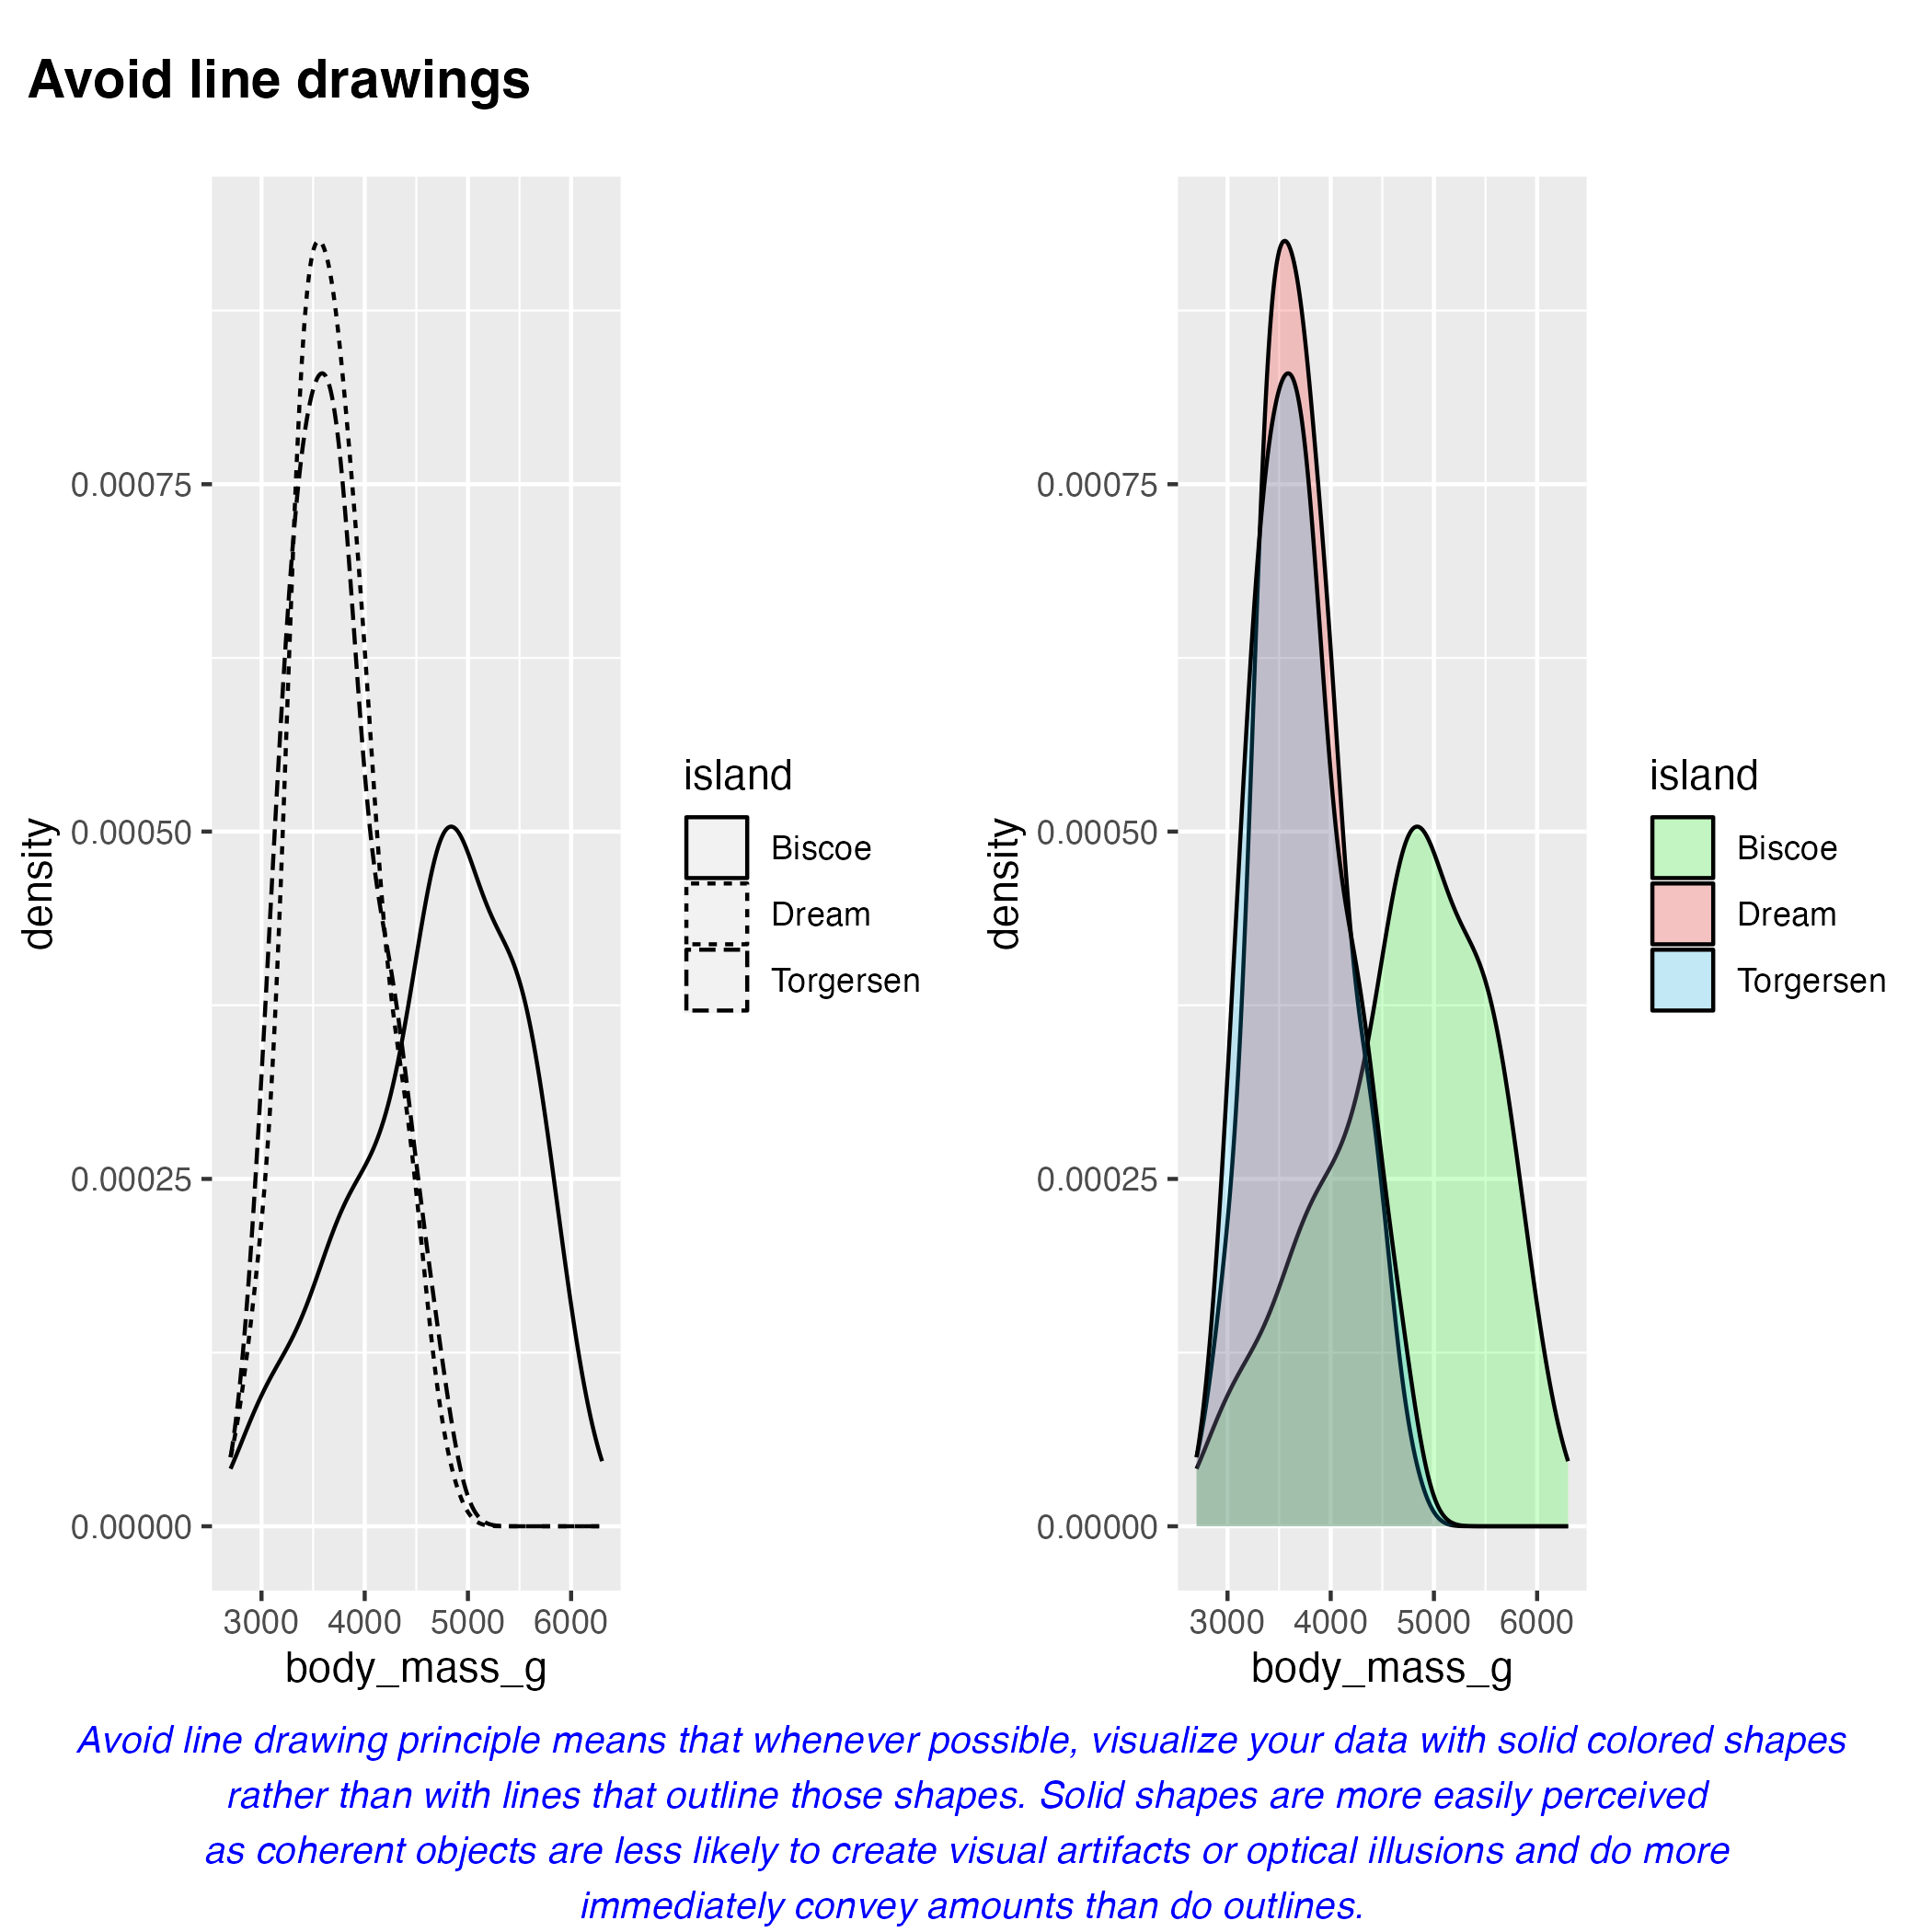 Avoid line drawings
density
0.00075
0.00050
0.00025
0.00000
3000 4000 5000 6000
body_mass_g
island
Biscoe
Dream
Torgersen
density
0.00075
0.00050
0.00025
0.00000
3000 4000 5000 6000
body_mass_g
island
Biscoe
Dream
Torgersen
Avoid line drawing principle means that whenever possible, visualize your data with solid colored shapes
rather than with lines that outline those shapes. Solid shapes are more easily perceived
as coherent objects are less likely to create visual artifacts or optical illusions and do more
immediately convey amounts than do outlines.